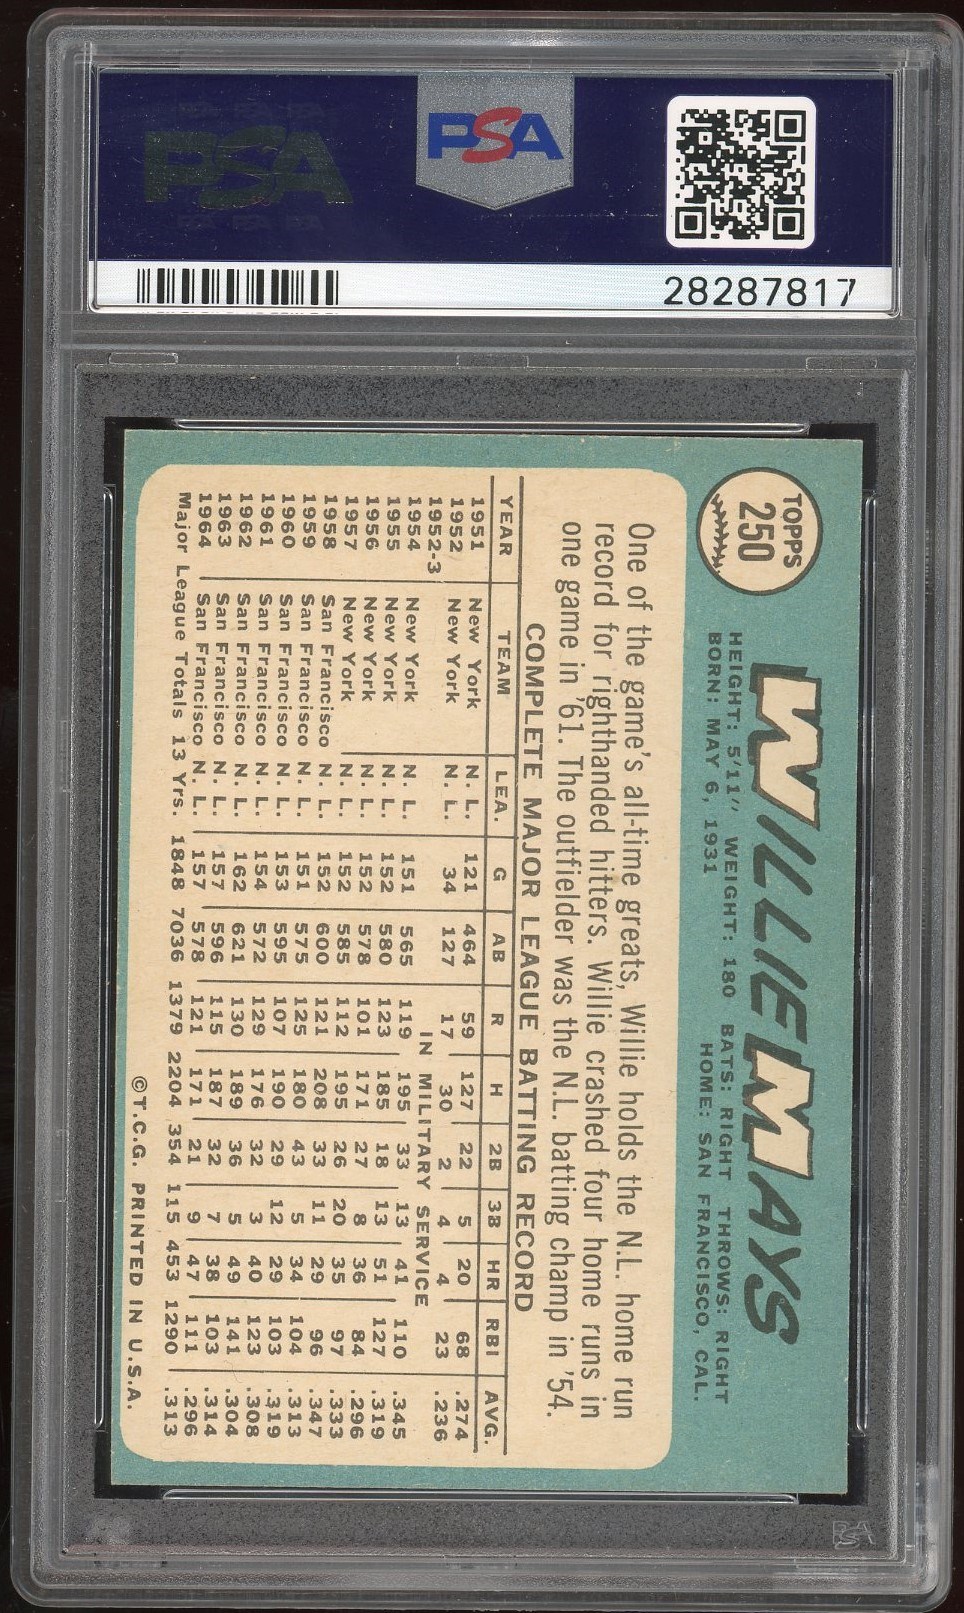 PSA
PSA
28287817
TOPPS
250
WILLIE MAYS
HEIGHT: 5'11" WEIGHT: 180 BATS: RIGHT THROWS: RIGHT
BORN: MAY 6, 1931 HOME: SAN FRANCISCO, CAL.
One of the game's all-time greats, Willie holds the N.L. home run
record for righthanded hitters. Willie crashed four home runs in
one game in '61. The outfielder was the N.L. batting champ in '54.
COMPLETE MAJOR LEAGUE BATTING RECORD
YEAR TEAM LEA. G AB R H 2B 3B HR RBI AVG.
1951 New York N. L. 121 464 59 127 22 5 20 68 .274
1952 New York N. L. 34 127 17 30 2 4 4 23 .236
1952-3 IN MILITARY SERVICE
1954 New York N. L. 151 565 119 195 33 13 41 110 .345
1955 New York N. L. 152 580 123 185 18 13 51 127 .319
1956 New York N. L. 152 578 101 171 27 8 36 84 .296
1957 New York N. L. 152 585 112 195 26 20 35 97 .333
1958 San Francisco N. L. 152 600 121 208 33 11 29 96 .347
1959 San Francisco N. L. 151 575 125 180 43 5 34 104 .313
1960 San Francisco N. L. 153 595 107 190 29 12 29 103 .319
1961 San Francisco N. L. 154 572 129 176 32 3 40 123 .308
1962 San Francisco N. L. 162 621 130 189 36 5 49 141 .304
1963 San Francisco N. L. 157 596 115 187 32 7 38 103 .314
1964 San Francisco N. L. 157 578 121 171 21 9 47 111 .296
Major League Totals 13 Yrs. 1848 7036 1379 2204 354 115 453 1290 .313
©T.C.G. PRINTED IN U.S.A.
PSA